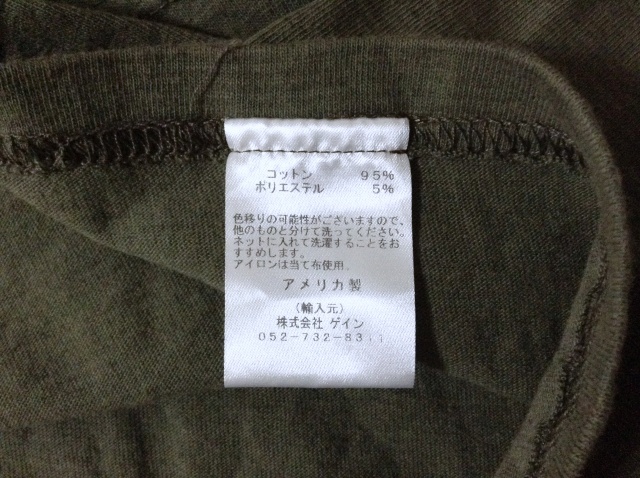 コットン 95%
ポリエステル 5%
色移りの可能性がございますので、
他のものと分けて洗ってください。
ネットに入れて洗濯することをお
すすめします。
アイロンは当て布使用。
アメリカ製
（輸入元）
株式会社 ゲイン